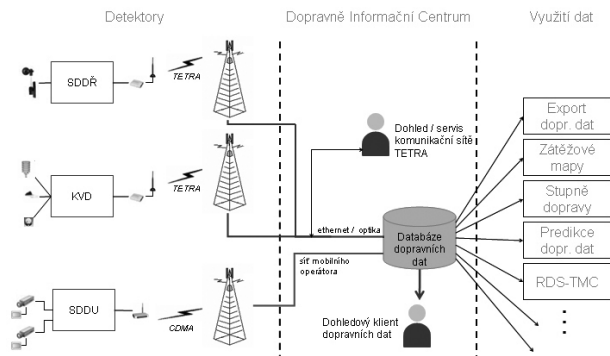 Detektory
Dopravně Informační Centrum
Využití dat
SDDŘ
TETRA
KVD
TETRA
SDDU
CDMA
Dohled / servis
komunikační sítě
TETRA
ethernet / optika
síť mobilního
operátora
Databáze
dopravních
dat
Dohledový klient
dopravních dat
Export
dopr. dat
Zátěžové
mapy
Stupně
dopravy
Predikce
dopr. dat
RDS-TMC